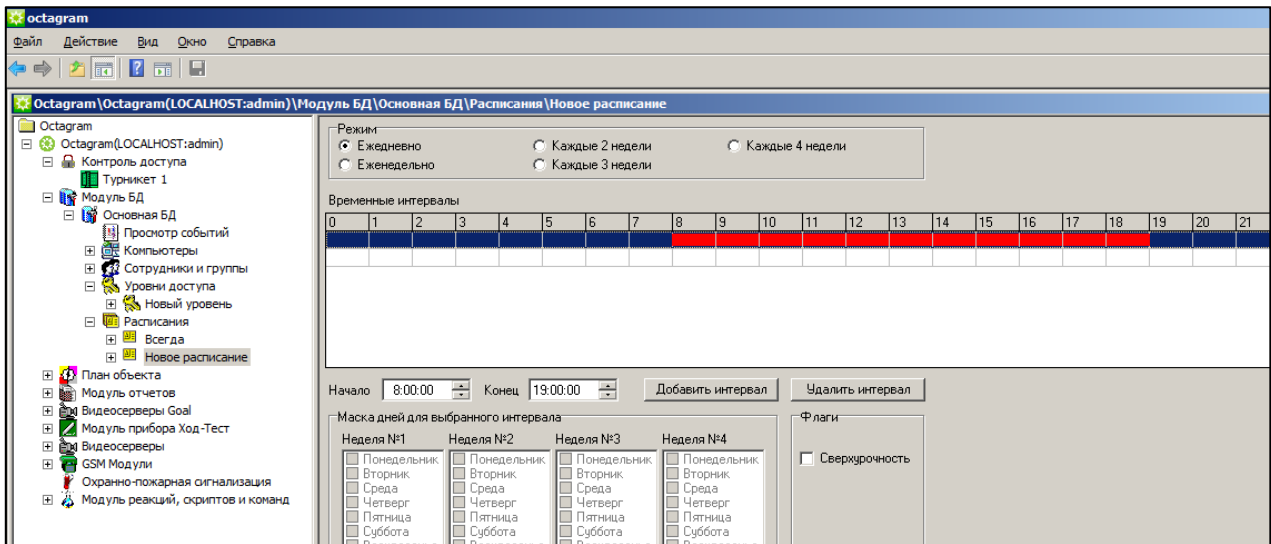 octagram
Файл Действие Вид Окно Справка
Octagram\Octagram(LOCALHOST:admin)\Модуль БД\Основная БД\Расписания\Новое расписание
Octagram
Octagram(LOCALHOST:admin)
Контроль доступа
Турникет 1
Модуль БД
Основная БД
Просмотр событий
Компьютеры
Сотрудники и группы
Уровни доступа
Новый уровень
Расписания
Всегда
Новое расписание
План объекта
Модуль отчетов
Видеосерверы Goal
Модуль прибора Ход-Тест
Видеосерверы
GSM Модули
Охранно-пожарная сигнализация
Модуль реакций, скриптов и команд
Режим
Ежедневно Каждые 2 недели Каждые 4 недели
Еженедельно Каждые 3 недели
Временные интервалы
0 1 2 3 4 5 6 7 8 9 10 11 12 13 14 15 16 17 18 19 20 21
Начало 8:00:00 Конец 19:00:00 Добавить интервал Удалить интервал
Маска дней для выбранного интервала Флаги
Неделя №1 Неделя №2 Неделя №3 Неделя №4
Понедельник Понедельник Понедельник Понедельник Сверхурочность
Вторник Вторник Вторник Вторник
Среда Среда Среда Среда
Четверг Четверг Четверг Четверг
Пятница Пятница Пятница Пятница
Суббота Суббота Суббота Суббота